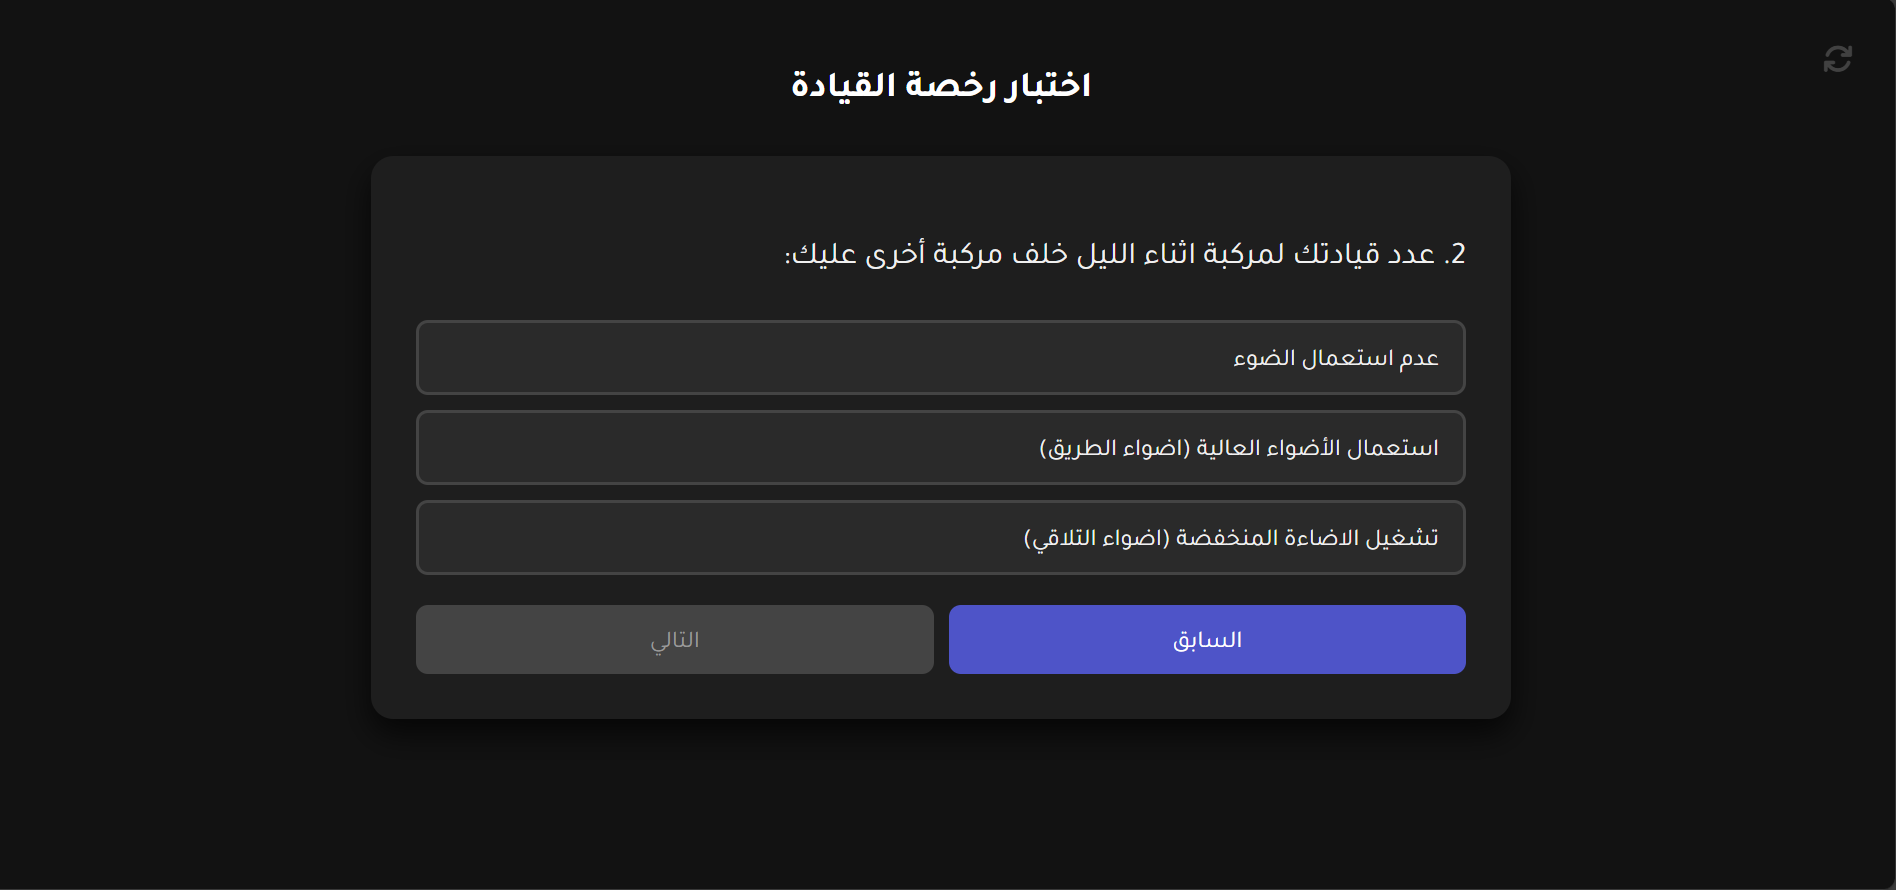 اختبار رخصة القيادة
2. عدد قيادتك لمركبة اثناء الليل خلف مركبة أخرى عليك:
عدم استعمال الضوء
استعمال الأضواء العالية (اضواء الطريق)
تشغيل الاضاءة المنخفضة (اضواء التلاقي)
السابق
التالي